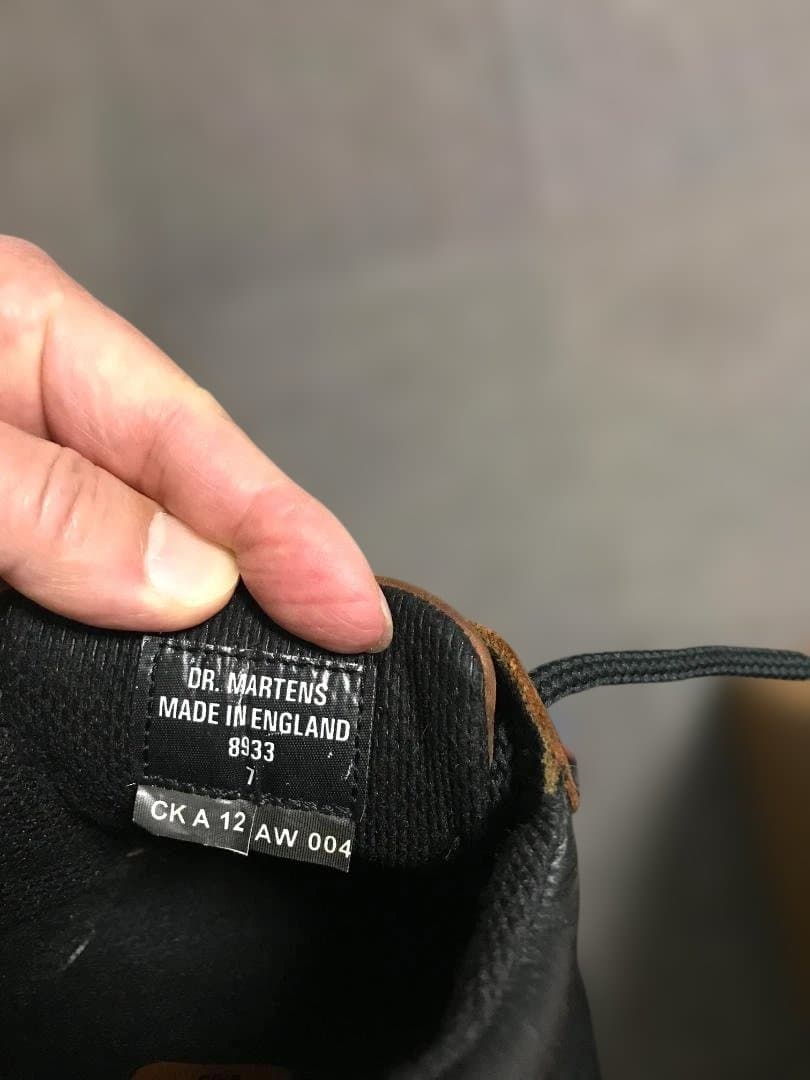 DR. MARTENS
MADE IN ENGLAND
8933
7
CK A 12 AW 004